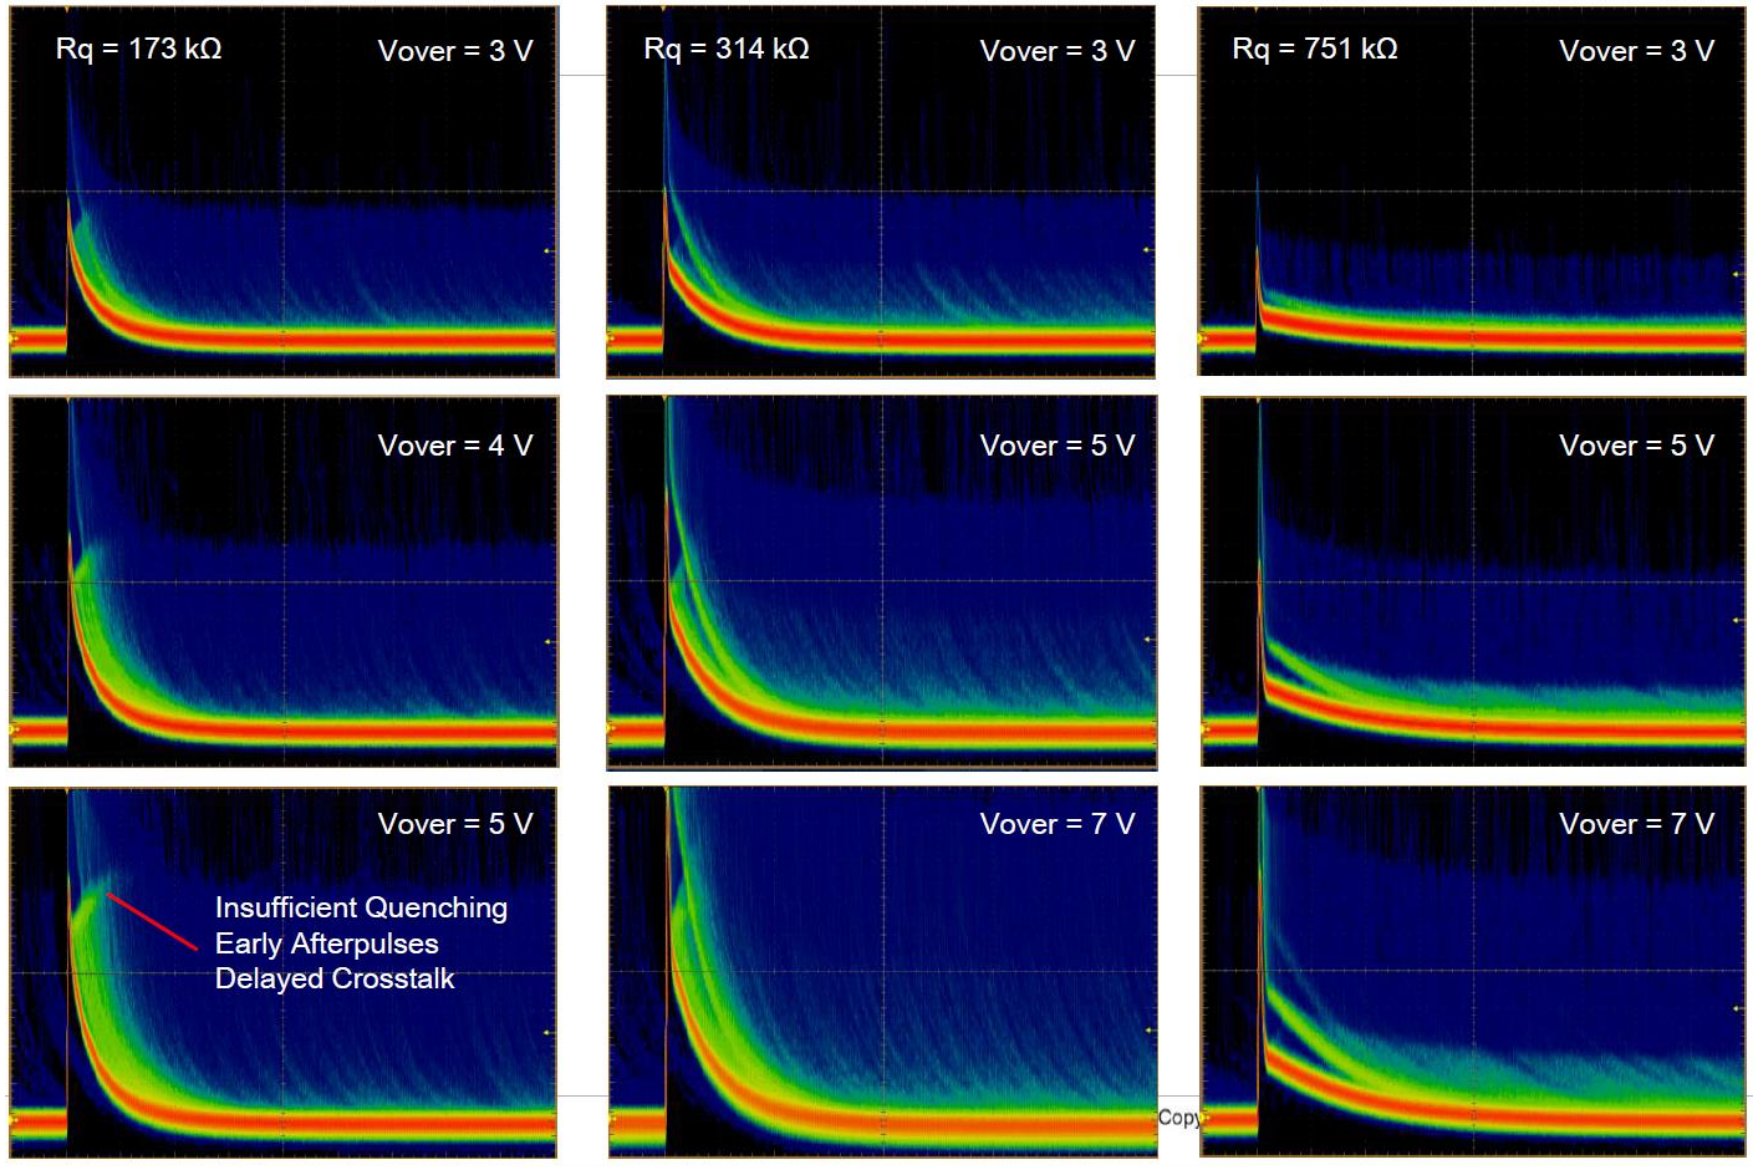 Rq = 173 kΩ Vover = 3 V
Rq = 314 kΩ Vover = 3 V
Rq = 751 kΩ Vover = 3 V
Vover = 4 V
Vover = 5 V
Vover = 5 V
Vover = 5 V
Insufficient Quenching
Early Afterpulses
Delayed Crosstalk
Vover = 7 V
Vover = 7 V
Copy